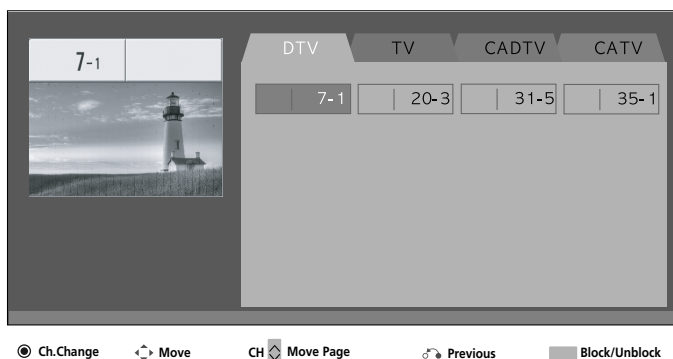 7-1
DTV TV CADTV CATV
7-1 20-3 31-5 35-1
Ch.Change Move CH Move Page Previous Block/Unblock